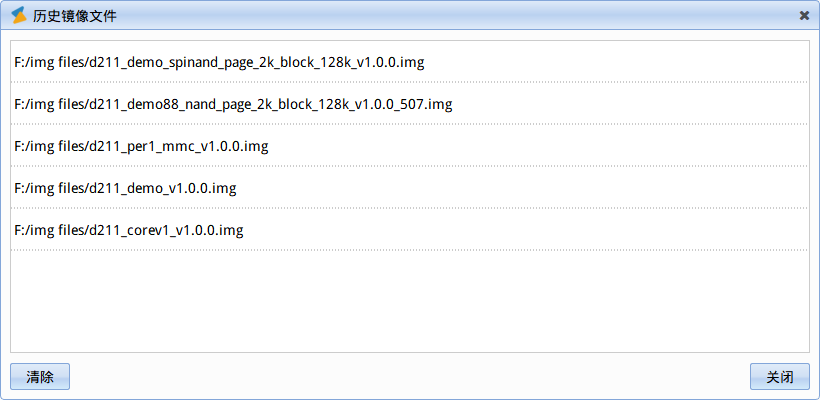 历史镜像文件
F:/img files/d211_demo_spinand_page_2k_block_128k_v1.0.0.img
F:/img files/d211_demo88_nand_page_2k_block_128k_v1.0.0_507.img
F:/img files/d211_per1_mmc_v1.0.0.img
F:/img files/d211_demo_v1.0.0.img
F:/img files/d211_corev1_v1.0.0.img
清除
关闭